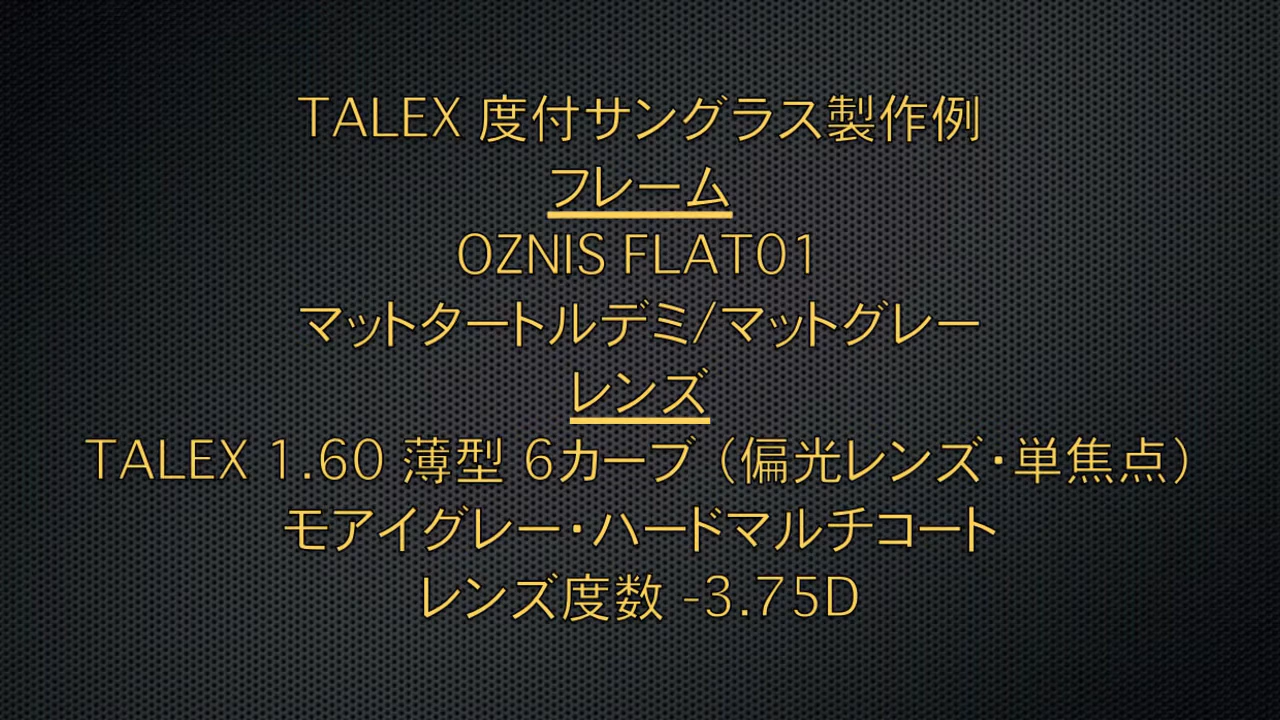 TALEX 度付サングラス製作例
フレーム
OZNIS FLAT01
マットタートルデミ/マットグレー
レンズ
TALEX 1.60 薄型 6カーブ（偏光レンズ・単焦点）
モアイグレー・ハードマルチコート
レンズ度数 -3.75D